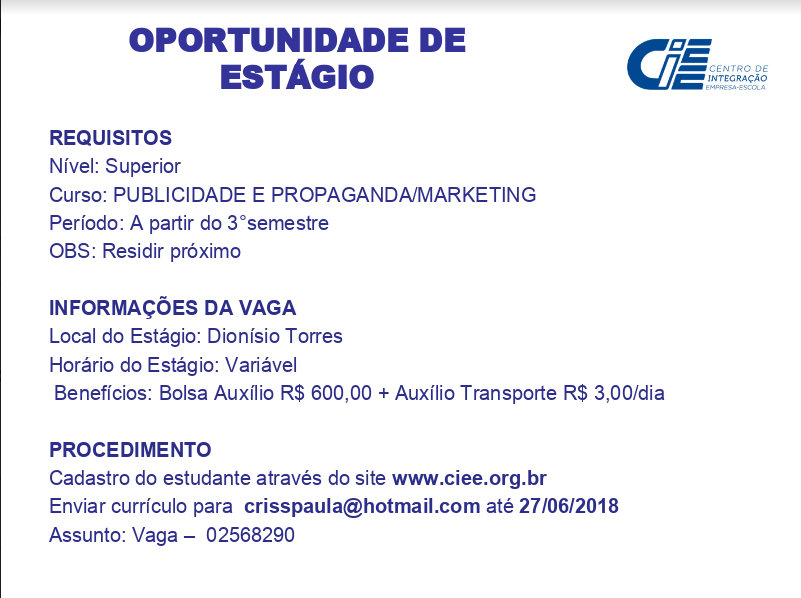 OPORTUNIDADE DE
ESTÁGIO
CIEE
CENTRO DE
INTEGRAÇÃO
EMPRESA-ESCOLA
REQUISITOS
Nível: Superior
Curso: PUBLICIDADE E PROPAGANDA/MARKETING
Período: A partir do 3°semestre
OBS: Residir próximo
INFORMAÇÕES DA VAGA
Local do Estágio: Dionísio Torres
Horário do Estágio: Variável
Benefícios: Bolsa Auxílio R$ 600,00 + Auxílio Transporte R$ 3,00/dia
PROCEDIMENTO
Cadastro do estudante através do site www.ciee.org.br
Enviar currículo para crisspaula@hotmail.com até 27/06/2018
Assunto: Vaga – 02568290